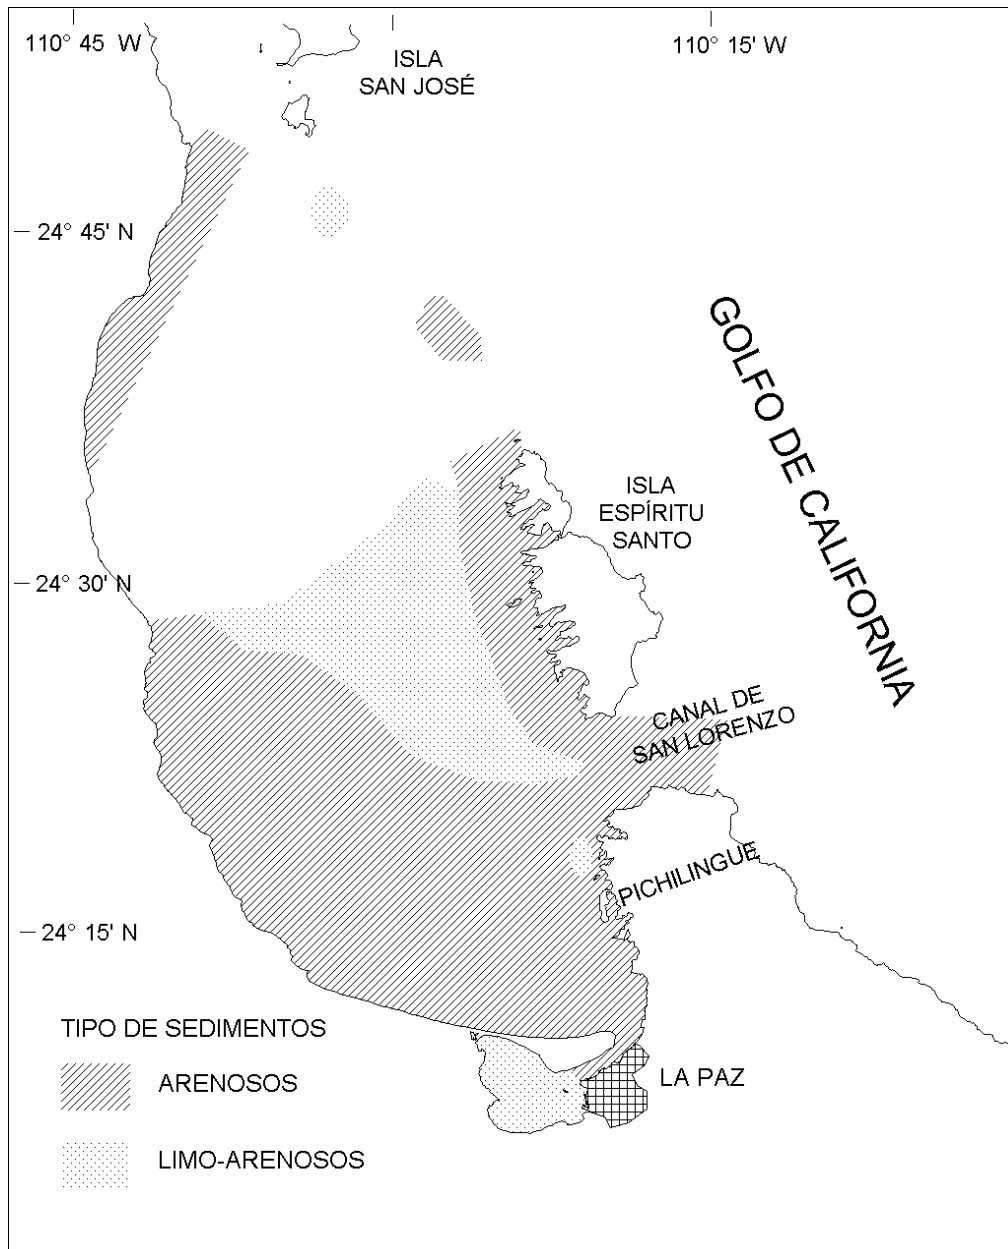 110° 45 W
110° 15' W
ISLA
SAN JOSÉ
24° 45' N
GOLFO DE CALIFORNIA
ISLA
ESPÍRITU
SANTO
24° 30' N
CANAL DE
SAN LORENZO
PICHILINGUE
24° 15' N
TIPO DE SEDIMENTOS
ARENOSOS
LA PAZ
LIMO-ARENOSOS